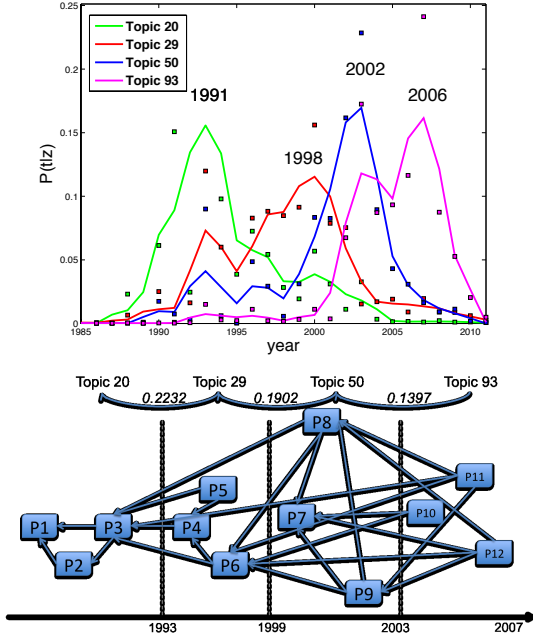 0.25
Topic 20
Topic 29
Topic 50
Topic 93
0.2
0.15
0.1
0.05
0
P(t|z)
1991
2002
2006
1998
1985 1990 1995 2000 2005 2010
year
Topic 20 Topic 29 Topic 50 Topic 93
0.2232 0.1902 0.1397
P8
P5 P11
P1 P3 P4 P7 P10
P2 P6 P12
P9
1993 1999 2003 2007